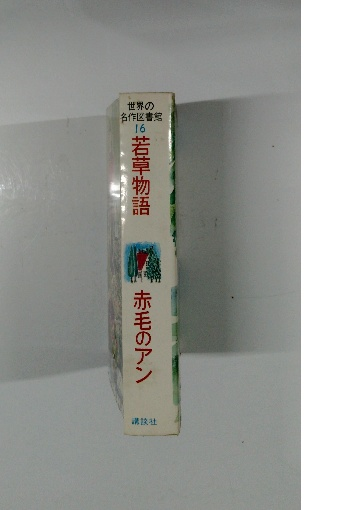 世界の
名作図書館
16
若草物語
赤毛のアン
講談社